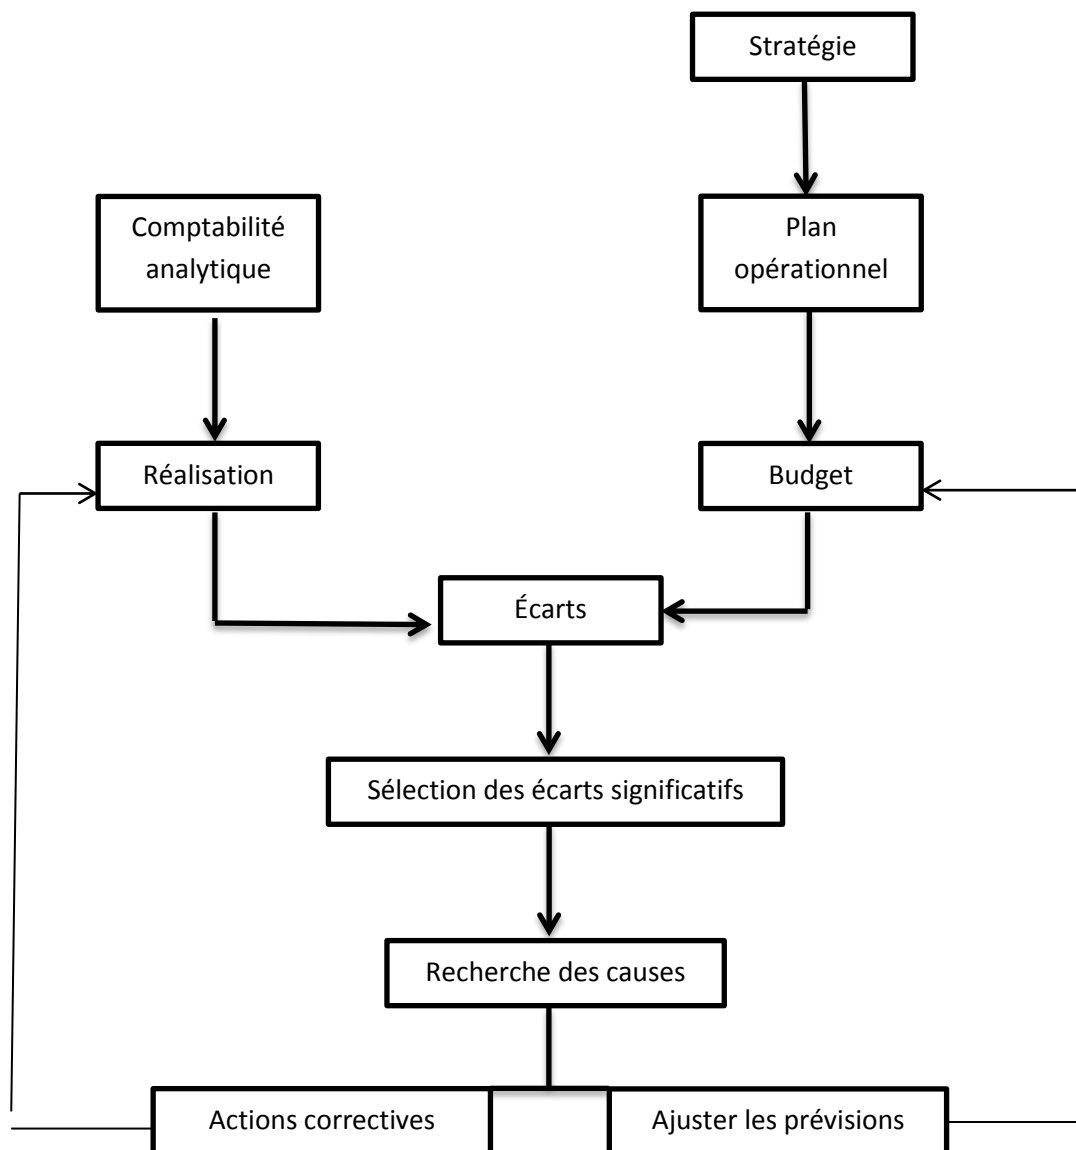 Stratégie
Comptabilité
analytique
Plan
opérationnel
Réalisation
Budget
Écarts
Sélection des écarts significatifs
Recherche des causes
Actions correctives
Ajuster les prévisions